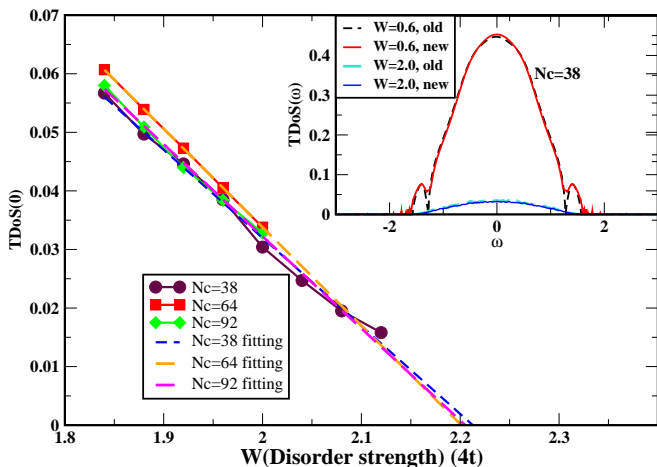 0.07
0.06
0.05
0.04
0.03
0.02
0.01
0
TDoS(0)
1.8
1.9
2
2.1
2.2
2.3
W(Disorder strength) (4t)
Nc=38
Nc=64
Nc=92
Nc=38 fitting
Nc=64 fitting
Nc=92 fitting
W=0.6, old
W=0.6, new
W=2.0, old
W=2.0, new
Nc=38
TDoS(ω)
0.4
0.3
0.2
0.1
0
-2
0
2
ω